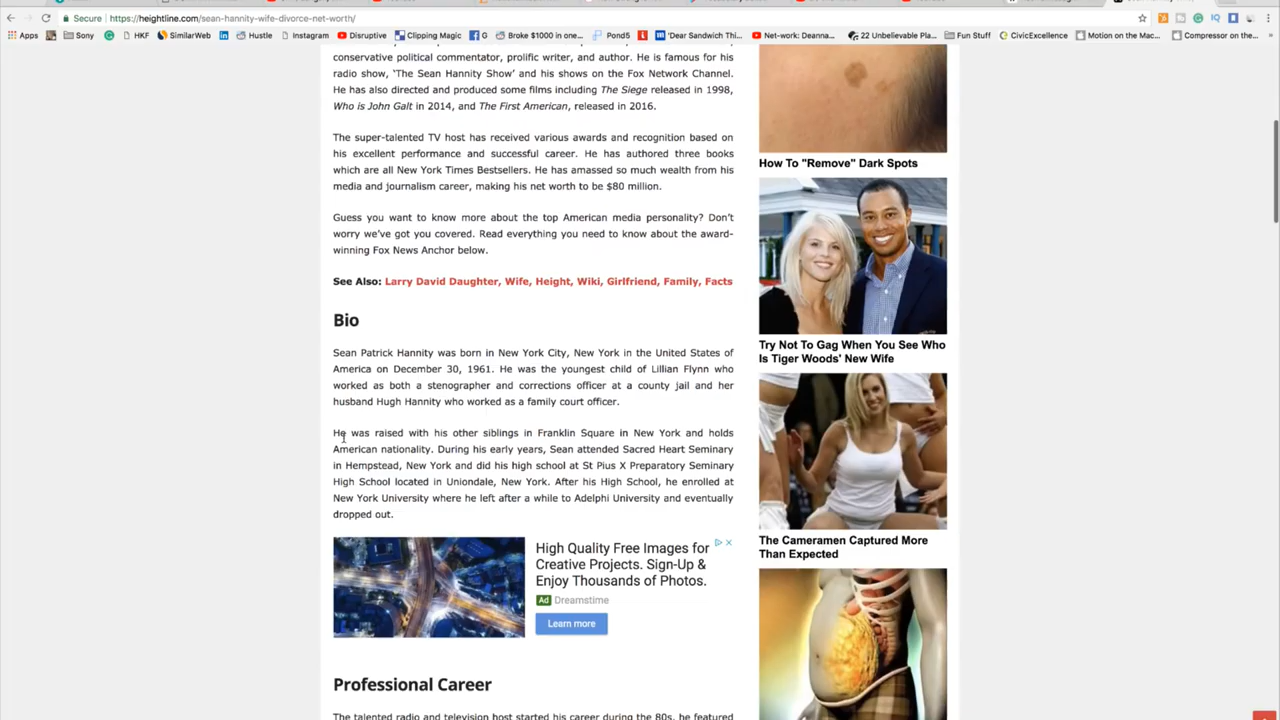 Secure https://heightline.com/sean-hannity-wife-divorce-net-worth/
Apps Sony HKF SimilarWeb Hustle Instagram Disruptive Clipping Magic G Broke $1000 in one... Pond5 'Dear Sandwich Thi... Net-work: Deanna... 22 Unbelievable Pla... Fun Stuff CivicExcellence Motion on the Mac... Compressor on the...
conservative political commentator, prolific writer, and author. He is famous for his
radio show, ‘The Sean Hannity Show’ and his shows on the Fox Network Channel.
He has also directed and produced some films including The Siege released in 1998,
Who is John Galt in 2014, and The First American, released in 2016.
The super-talented TV host has received various awards and recognition based on
his excellent performance and successful career. He has authored three books
which are all New York Times Bestsellers. He has amassed so much wealth from his
media and journalism career, making his net worth to be $80 million.
Guess you want to know more about the top American media personality? Don’t
worry we’ve got you covered. Read everything you need to know about the award-
winning Fox News Anchor below.
See Also: Larry David Daughter, Wife, Height, Wiki, Girlfriend, Family, Facts
Bio
Sean Patrick Hannity was born in New York City, New York in the United States of
America on December 30, 1961. He was the youngest child of Lillian Flynn who
worked as both a stenographer and corrections officer at a county jail and her
husband Hugh Hannity who worked as a family court officer.
He was raised with his other siblings in Franklin Square in New York and holds
American nationality. During his early years, Sean attended Sacred Heart Seminary
in Hempstead, New York and did his high school at St Pius X Preparatory Seminary
High School located in Uniondale, New York. After his High School, he enrolled at
New York University where he left after a while to Adelphi University and eventually
dropped out.
High Quality Free Images for
Creative Projects. Sign-Up &
Enjoy Thousands of Photos.
Ad Dreamstime
Learn more
Professional Career
The talented radio and television host started his career during the 80s, he featured
How To "Remove" Dark Spots
Try Not To Gag When You See Who
Is Tiger Woods' New Wife
The Cameramen Captured More
Than Expected